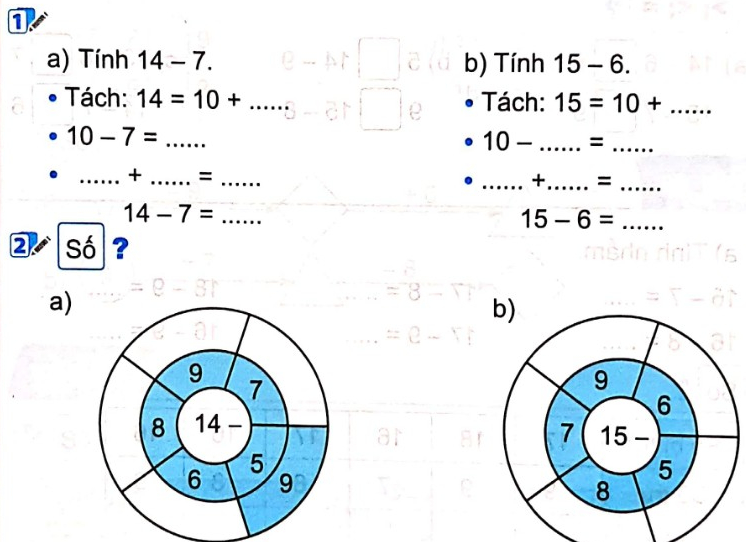 1
a) Tính 14 – 7.
• Tách: 14 = 10 + ......
• 10 – 7 = ......
• ...... + ...... = ......
14 – 7 = ......
b) Tính 15 – 6.
• Tách: 15 = 10 + ......
• 10 – ...... = ......
• ...... + ...... = ......
15 – 6 = ......
2 Số ?
a)
14 –
9
7
5
9
6
8
b)
15 –
9
6
5
8
7